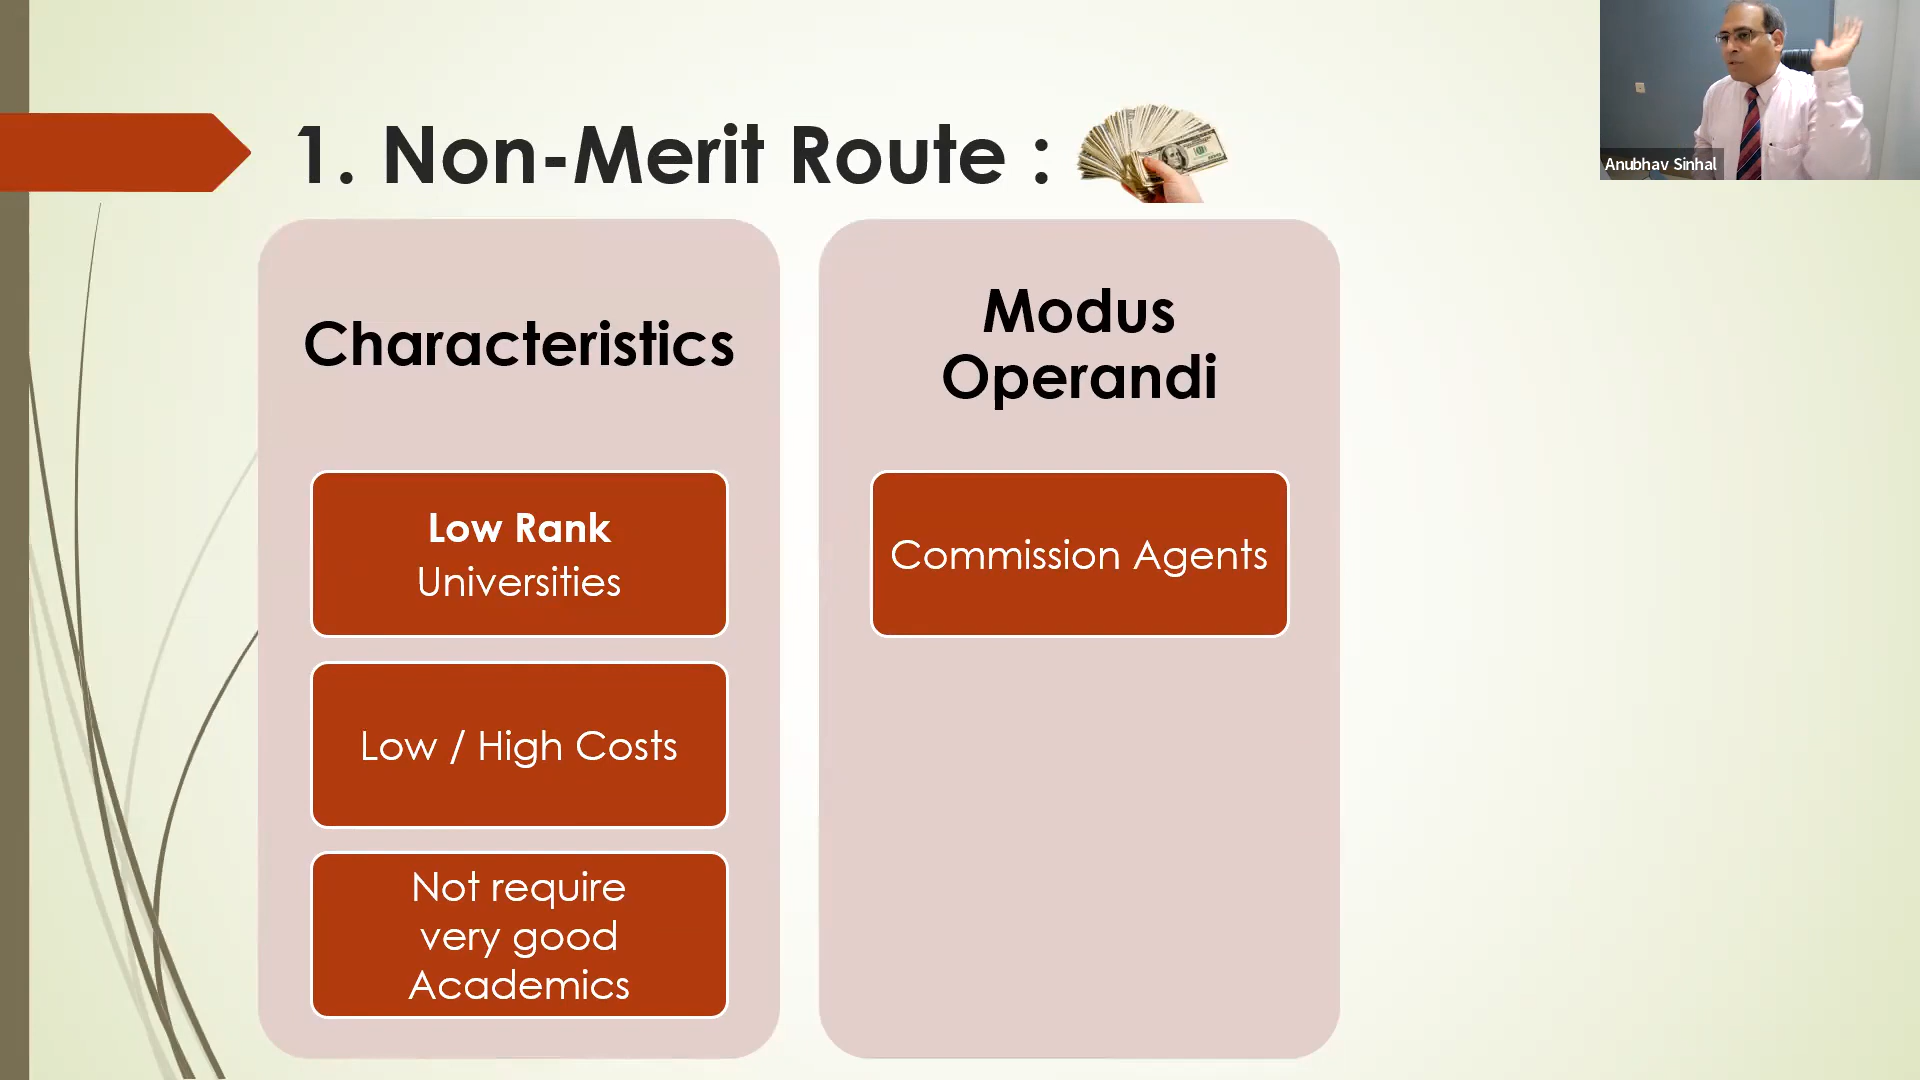 1. Non-Merit Route :
Anubhav Sinhal
Characteristics
Low Rank
Universities
Low / High Costs
Not require
very good
Academics
Modus
Operandi
Commission Agents